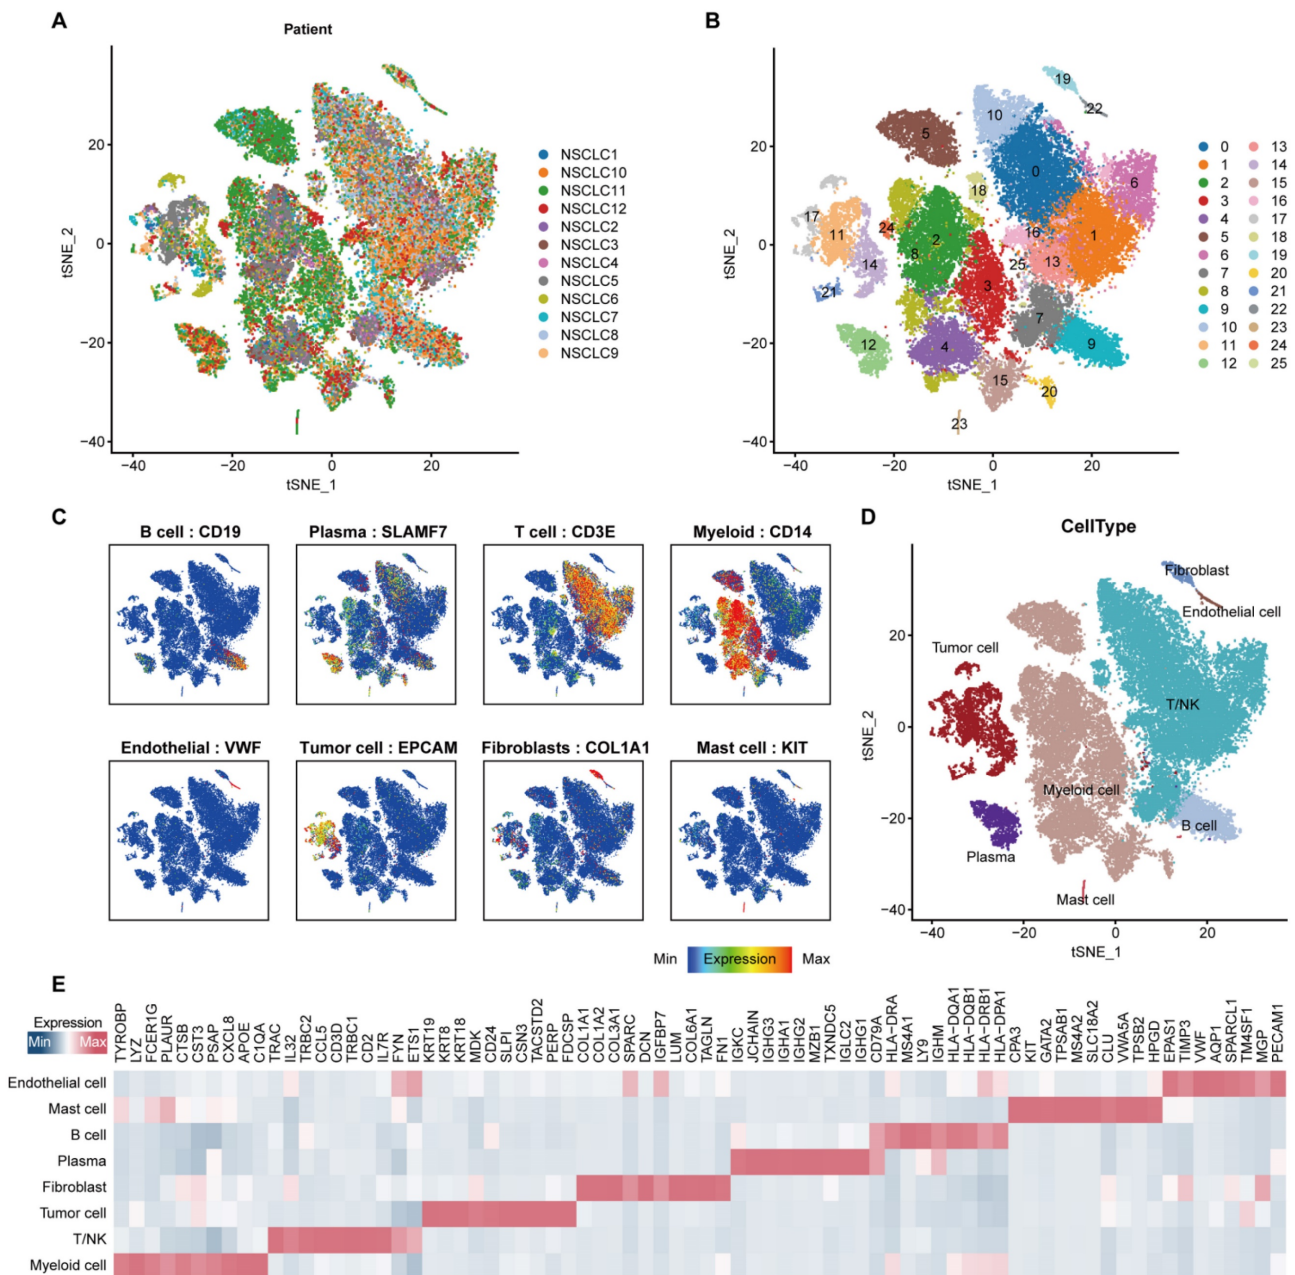 A
Patient
tSNE_2
20
0
−20
−40
−40
−20
0
20
tSNE_1
NSCLC1
NSCLC10
NSCLC11
NSCLC12
NSCLC2
NSCLC3
NSCLC4
NSCLC5
NSCLC6
NSCLC7
NSCLC8
NSCLC9
B
tSNE_2
20
0
−20
−40
−40
−20
0
20
tSNE_1
19
22
10
5
0
6
18
17
11
24
2
16
1
8
14
25
13
21
3
7
12
4
9
15
20
23
0 13
1 14
2 15
3 16
4 17
5 18
6 19
7 20
8 21
9 22
10 23
11 24
12 25
C
B cell : CD19
Plasma : SLAMF7
T cell : CD3E
Myeloid : CD14
Endothelial : VWF
Tumor cell : EPCAM
Fibroblasts : COL1A1
Mast cell : KIT
Min Expression Max
D
CellType
tSNE_2
20
0
−20
−40
−40
−20
0
20
tSNE_1
Fibroblast
Endothelial cell
Tumor cell
T/NK
Myeloid cell
B cell
Plasma
Mast cell
E
Expression
Min Max
TYROBP
LYZ
FCER1G
PLAUR
CTSB
CST3
PSAP
CXCL8
APOE
C1QA
TRAC
IL32
TRBC2
CCL5
CD3D
TRBC1
CD2
IL7R
FYN
ETS1
KRT19
KRT8
KRT18
MDK
CD24
SLPI
CSN3
TACSTD2
PERP
FDCSP
COL1A1
COL1A2
COL3A1
SPARC
DCN
IGFBP7
LUM
COL6A1
TAGLN
FN1
IGKC
JCHAIN
IGHG3
IGHA1
IGHG2
MZB1
TXNDC5
IGLC2
IGHG1
CD79A
HLA−DRA
MS4A1
LY9
IGHM
HLA−DQA1
HLA−DQB1
HLA−DRB1
HLA−DPA1
CPA3
KIT
GATA2
TPSAB1
MS4A2
SLC18A2
CLU
VWA5A
TPSB2
HPGD
EPAS1
TIMP3
VWF
AQP1
SPARCL1
TM4SF1
MGP
PECAM1
Endothelial cell
Mast cell
B cell
Plasma
Fibroblast
Tumor cell
T/NK
Myeloid cell